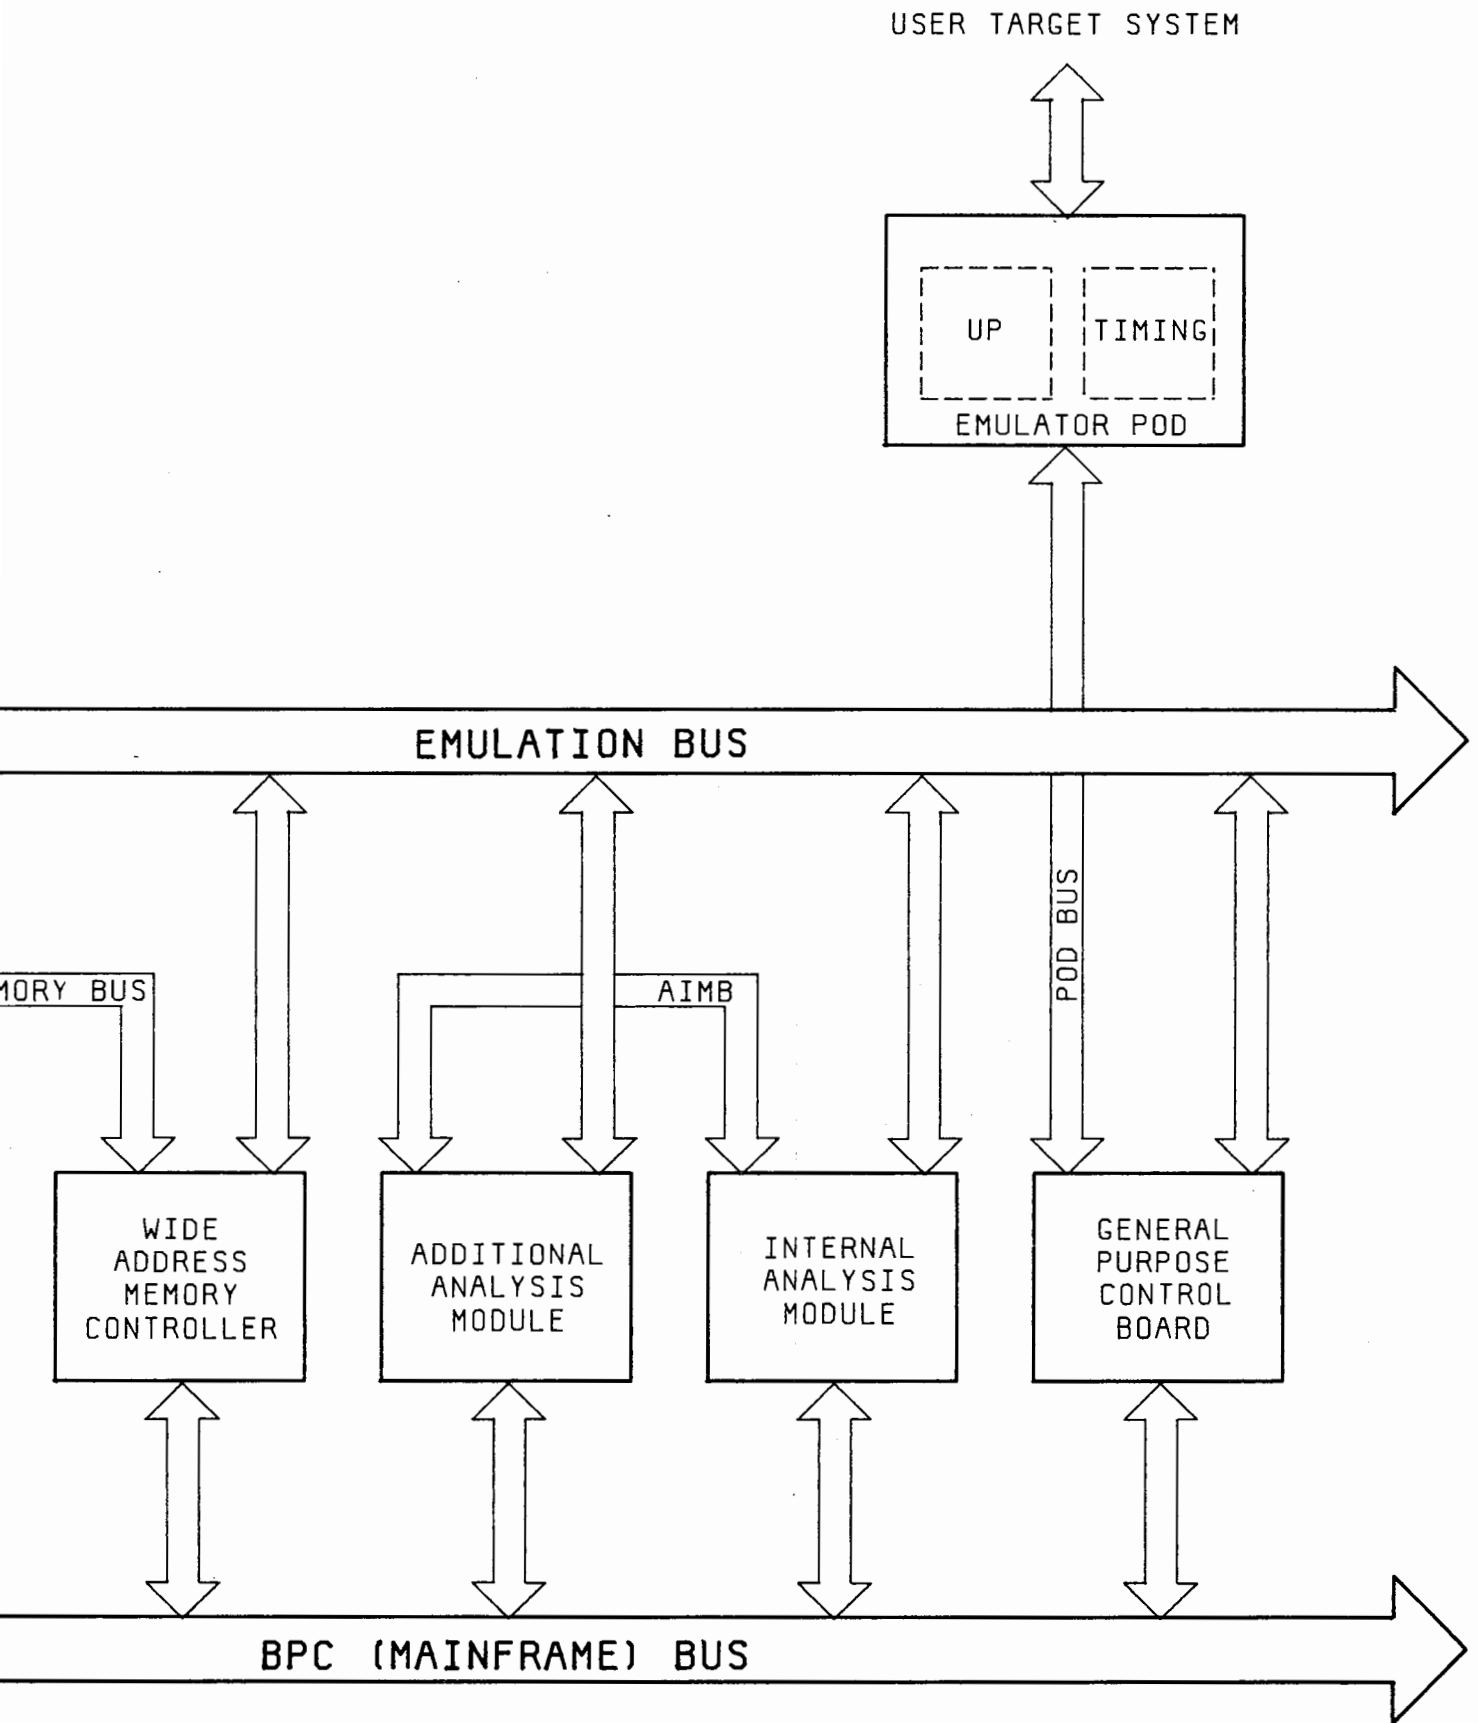 USER TARGET SYSTEM
UP
TIMING
EMULATOR POD
EMULATION BUS
POD BUS
MORY BUS
AIMB
WIDE
ADDRESS
MEMORY
CONTROLLER
ADDITIONAL
ANALYSIS
MODULE
INTERNAL
ANALYSIS
MODULE
GENERAL
PURPOSE
CONTROL
BOARD
BPC (MAINFRAME) BUS